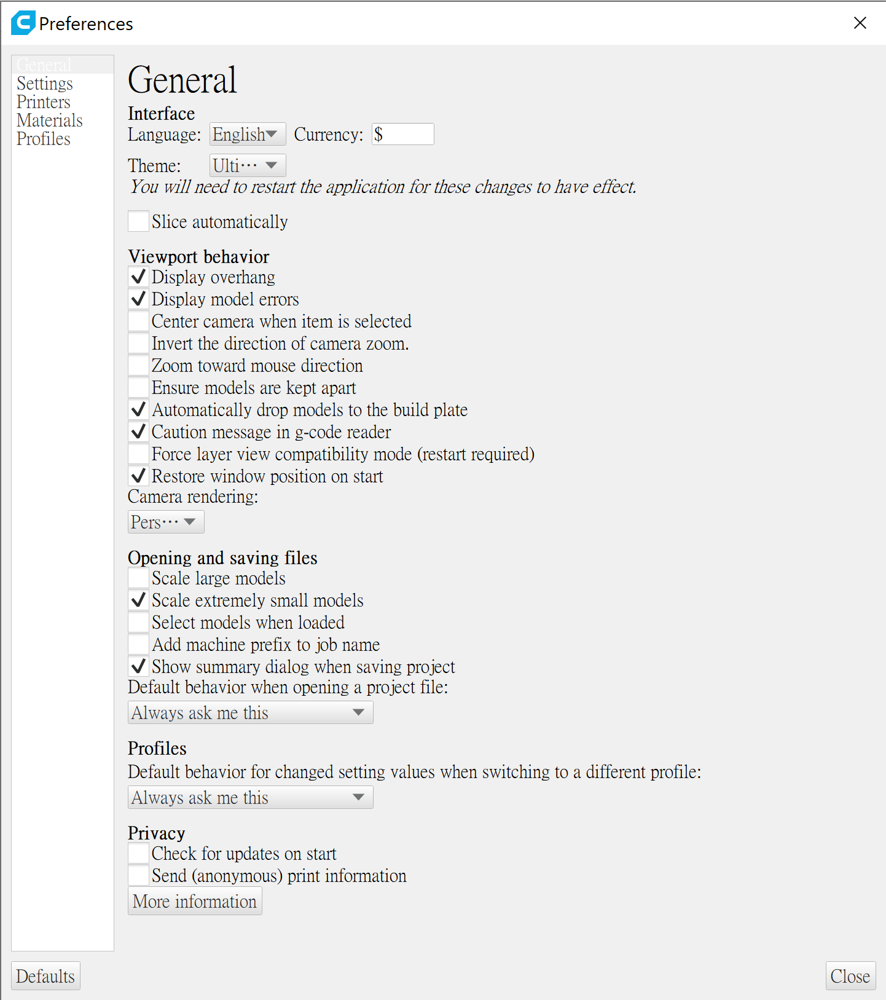 Preferences
General
Settings
Printers
Materials
Profiles
General
Interface
Language: English Currency: $
Theme: Ulti···
You will need to restart the application for these changes to have effect.
Slice automatically
Viewport behavior
Display overhang
Display model errors
Center camera when item is selected
Invert the direction of camera zoom.
Zoom toward mouse direction
Ensure models are kept apart
Automatically drop models to the build plate
Caution message in g-code reader
Force layer view compatibility mode (restart required)
Restore window position on start
Camera rendering:
Pers···
Opening and saving files
Scale large models
Scale extremely small models
Select models when loaded
Add machine prefix to job name
Show summary dialog when saving project
Default behavior when opening a project file:
Always ask me this
Profiles
Default behavior for changed setting values when switching to a different profile:
Always ask me this
Privacy
Check for updates on start
Send (anonymous) print information
More information
Defaults
Close